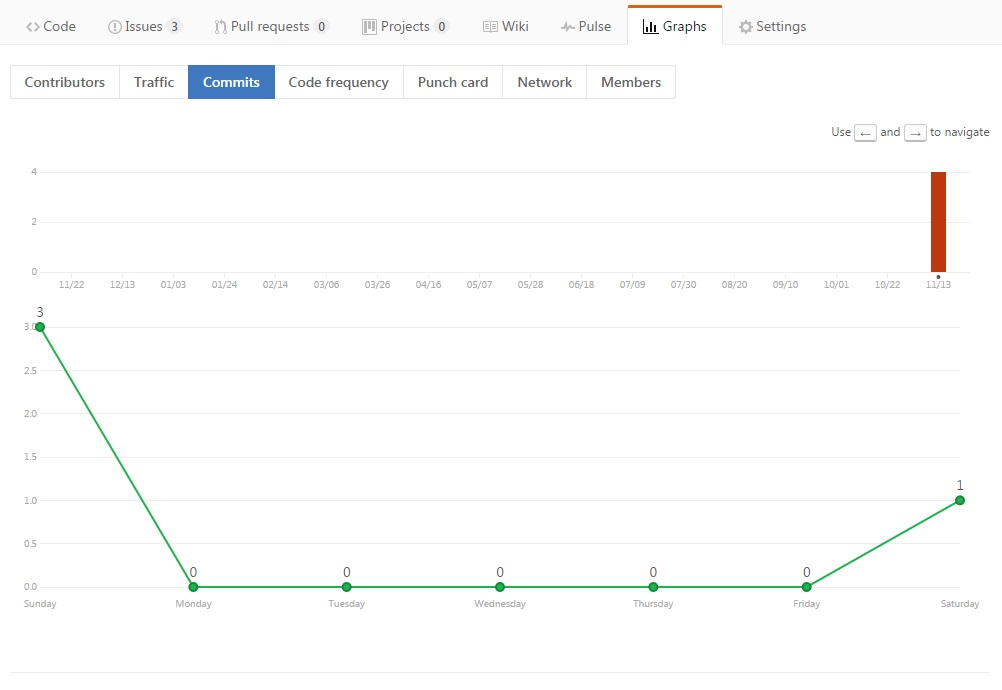 Code Issues 3 Pull requests 0 Projects 0 Wiki Pulse Graphs Settings
Contributors Traffic Commits Code frequency Punch card Network Members
Use ← and → to navigate
4
2
0
11/22 12/13 01/03 01/24 02/14 03/06 03/26 04/16 05/07 05/28 06/18 07/09 07/30 08/20 09/10 10/01 10/22 11/13
3
3.0
2.5
2.0
1.5
1
1.0
0.5
0 0 0 0 0
0.0
Sunday Monday Tuesday Wednesday Thursday Friday Saturday